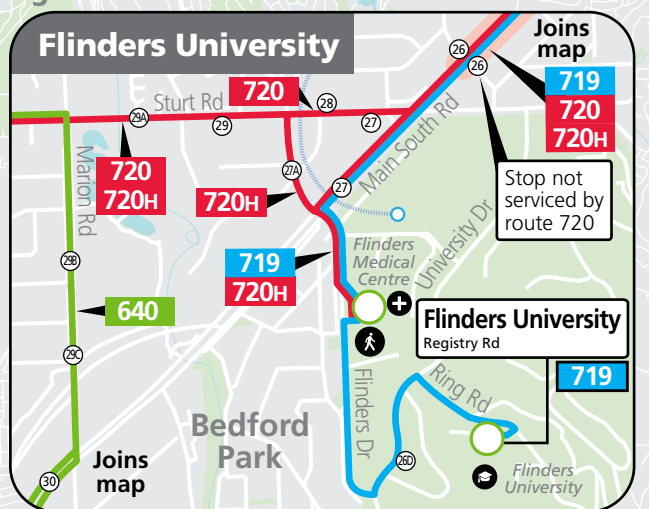 Flinders University
Joins
map
26
26
719
720
720H
Sturt Rd
720
28
29A
29
27
Main South Rd
Marion Rd
720
720H
27A
720H
27
Stop not
serviced by
route 720
University Dr
Flinders
Medical
Centre
719
720H
29B
640
Flinders University
Registry Rd
719
29C
Flinders Dr
Ring Rd
Bedford
Park
26D
Joins
map
30
Flinders
University